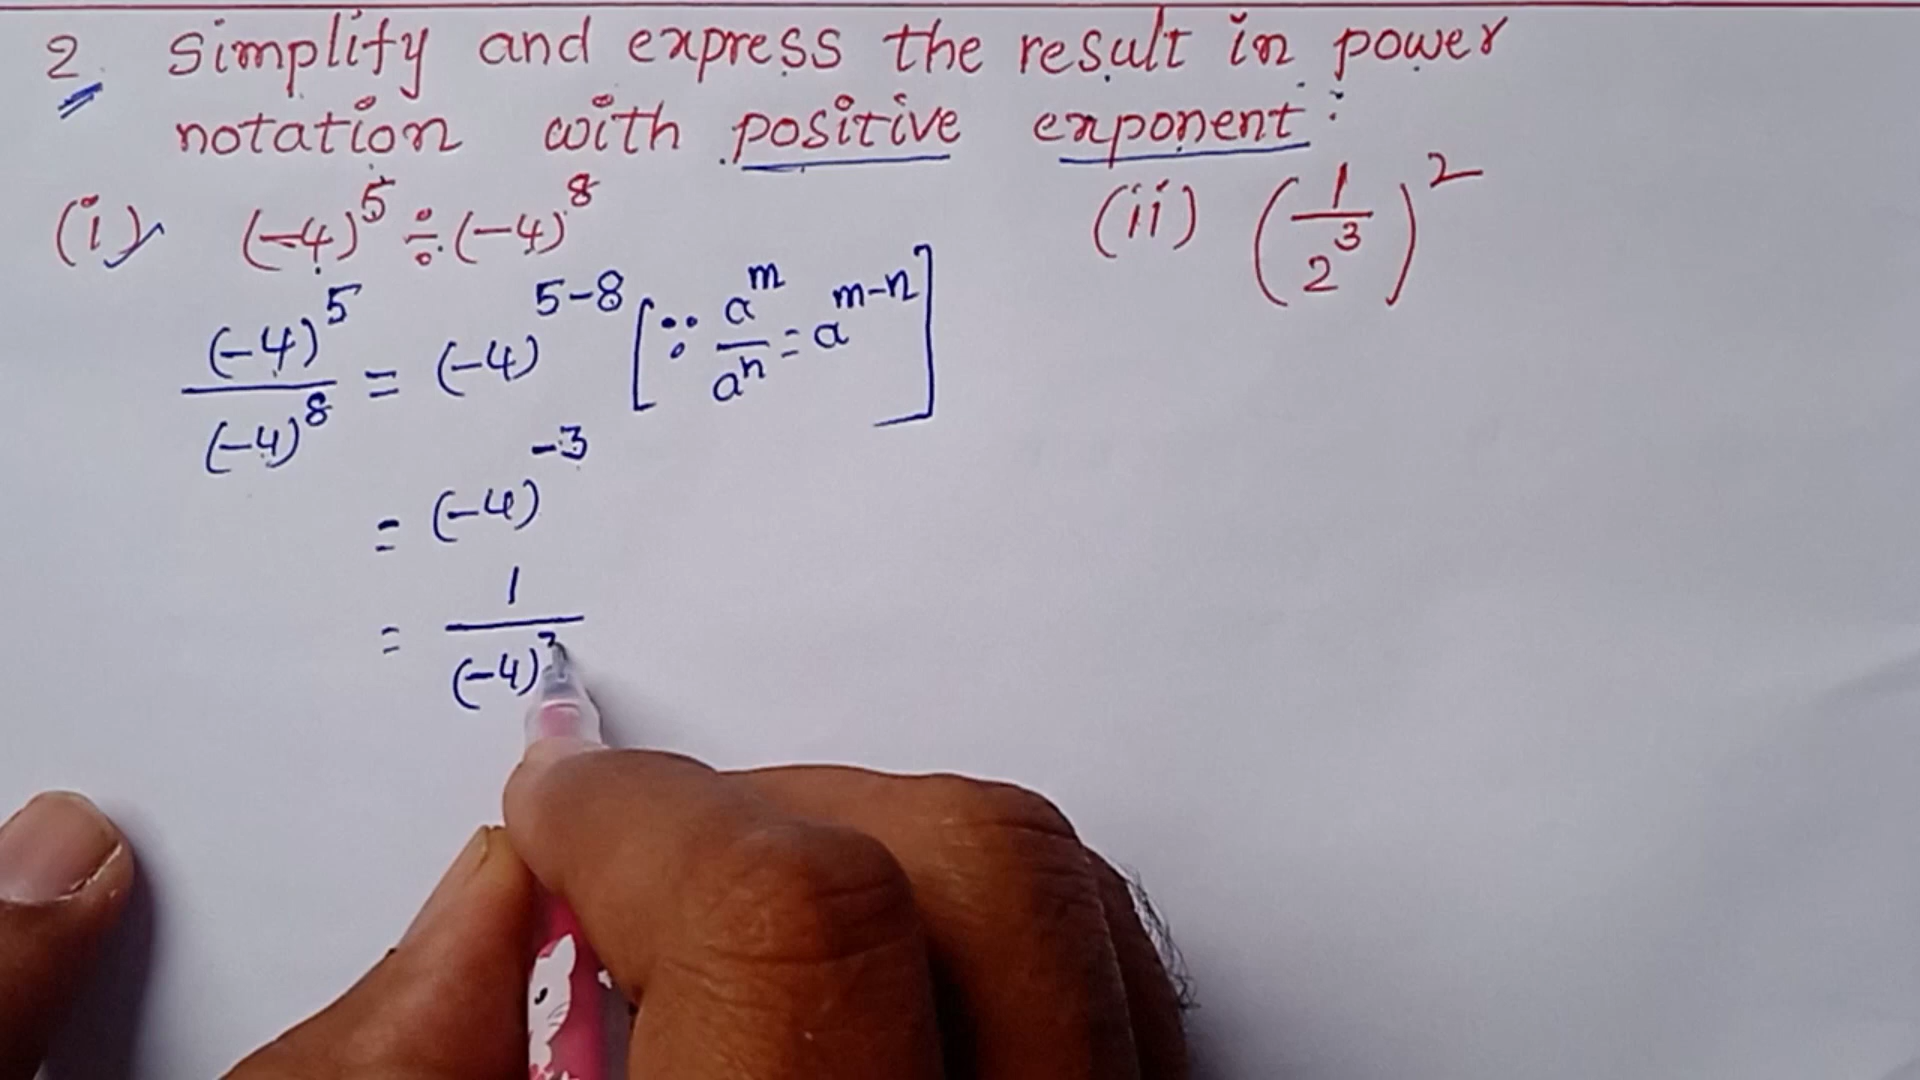 2. Simplify and express the result in power
notation with positive exponent:
(i) (-4)^5 ÷ (-4)^8 (ii) (1/2^3)^2
(-4)^5/(-4)^8 = (-4)^5-8 [∵ a^m/a^n = a^m-n]
= (-4)^-3
= 1/(-4)^3